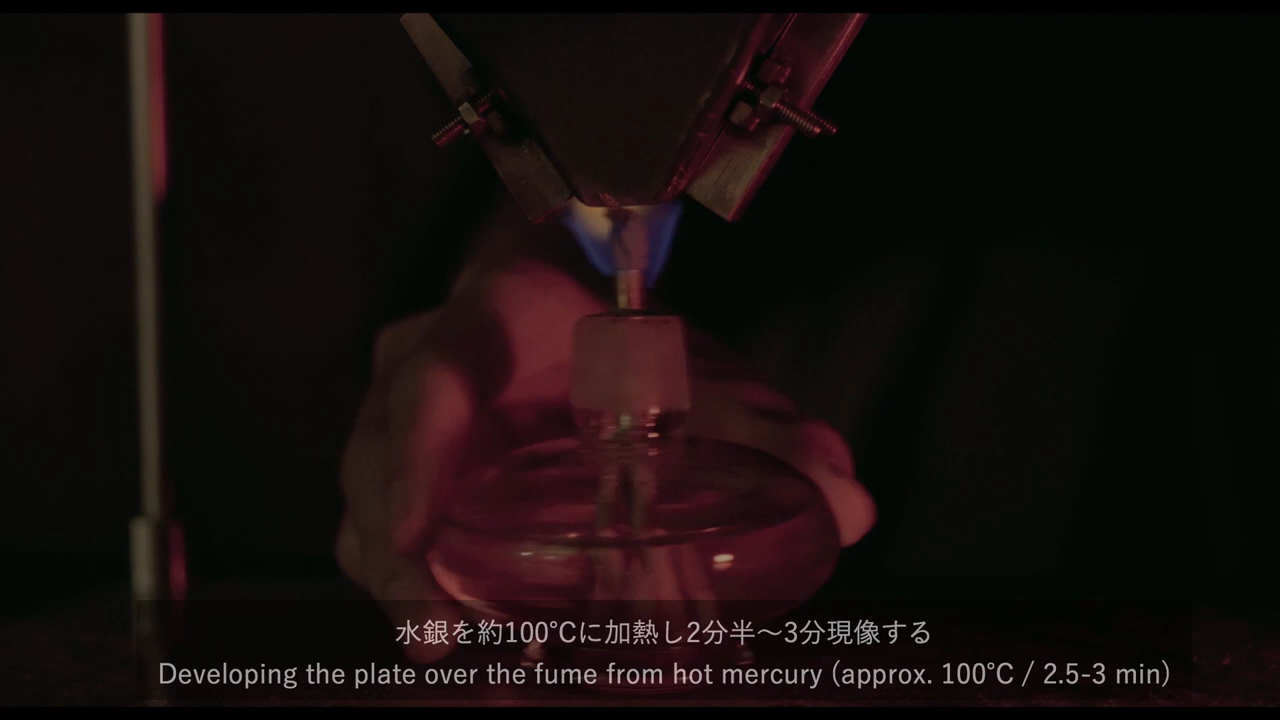 水銀を約100℃に加熱し2分半～3分現像する
Developing the plate over the fume from hot mercury (approx. 100℃ / 2.5-3 min)